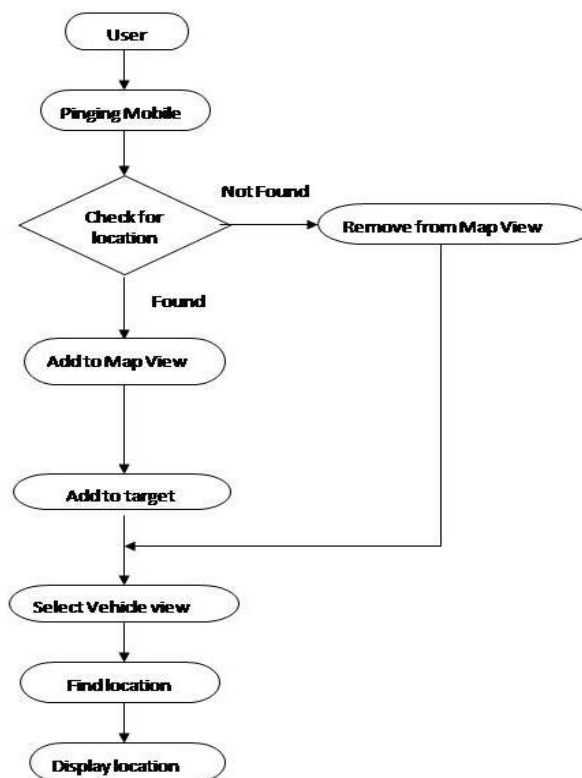 User
Pinging Mobile
Not Found
Check for
location
Remove from Map View
Found
Add to Map View
Add to target
Select Vehicle view
Find location
Display location